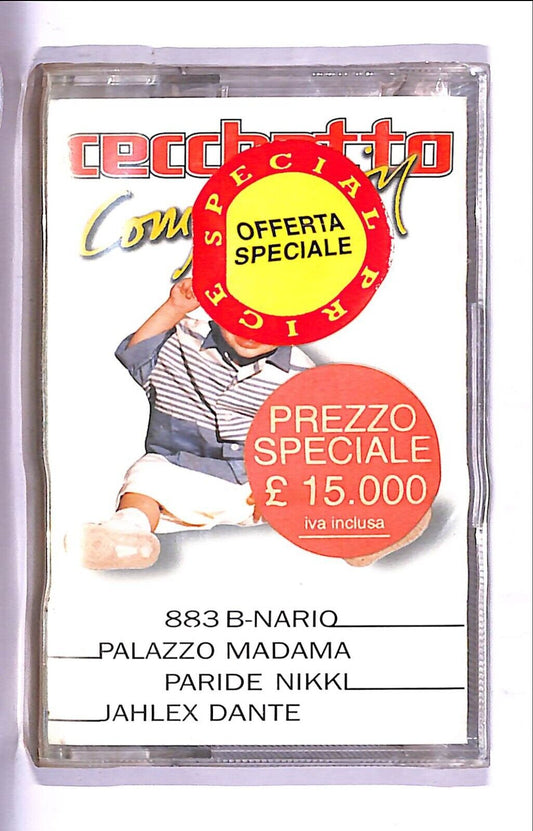 cecchetto
SPECIAL PRICE
OFFERTA
SPECIALE
PREZZO
SPECIALE
£ 15.000
iva inclusa
883 B-NARIO
PALAZZO MADAMA
PARIDE NIKKI
JAHLEX DANTE